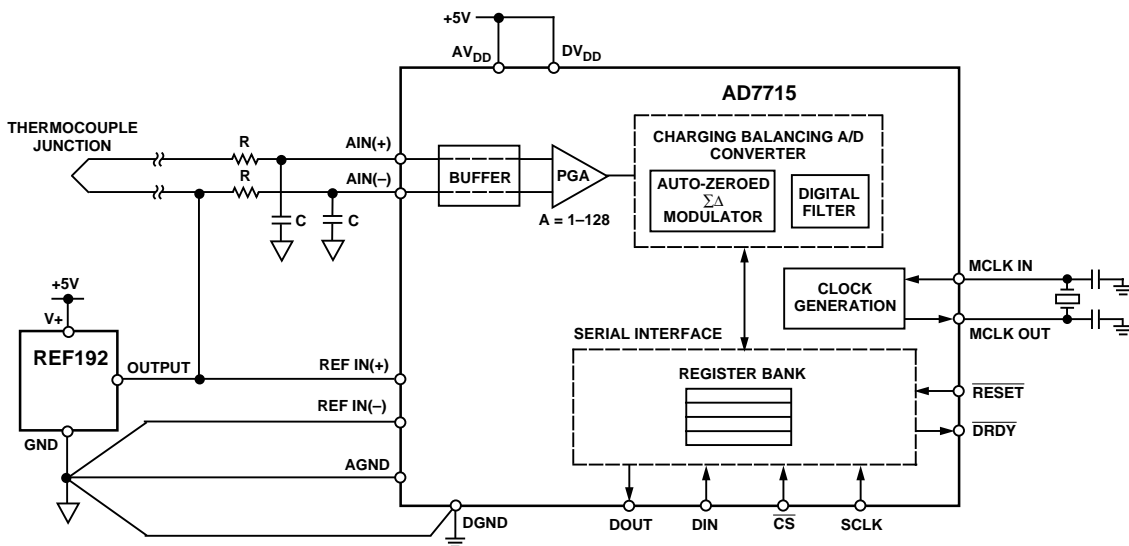 +5V
AVDD
DVDD
AD7715
THERMOCOUPLE
JUNCTION
R
AIN(+)
R
AIN(–)
C
C
BUFFER
PGA
A = 1–128
CHARGING BALANCING A/D
CONVERTER
AUTO-ZEROED
ΣΔ
MODULATOR
DIGITAL
FILTER
CLOCK
GENERATION
MCLK IN
MCLK OUT
+5V
V+
REF192
OUTPUT
GND
REF IN(+)
REF IN(–)
AGND
DGND
SERIAL INTERFACE
REGISTER BANK
RESET
DRDY
DOUT
DIN
CS
SCLK